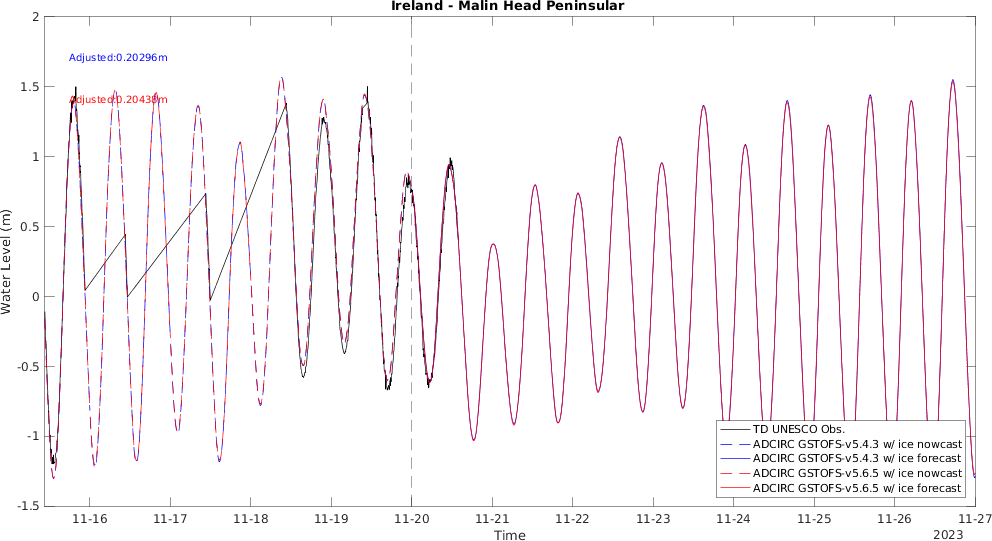 Ireland - Malin Head Peninsular
Adjusted:0.20296m
Adjusted:0.20438m
Water Level (m)
2
1.5
1
0.5
0
-0.5
-1
-1.5
11-16
11-17
11-18
11-19
11-20
11-21
11-22
11-23
11-24
11-25
11-26
11-27
Time
2023
TD UNESCO Obs.
ADCIRC GSTOFS-v5.4.3 w/ ice nowcast
ADCIRC GSTOFS-v5.4.3 w/ ice forecast
ADCIRC GSTOFS-v5.6.5 w/ ice nowcast
ADCIRC GSTOFS-v5.6.5 w/ ice forecast